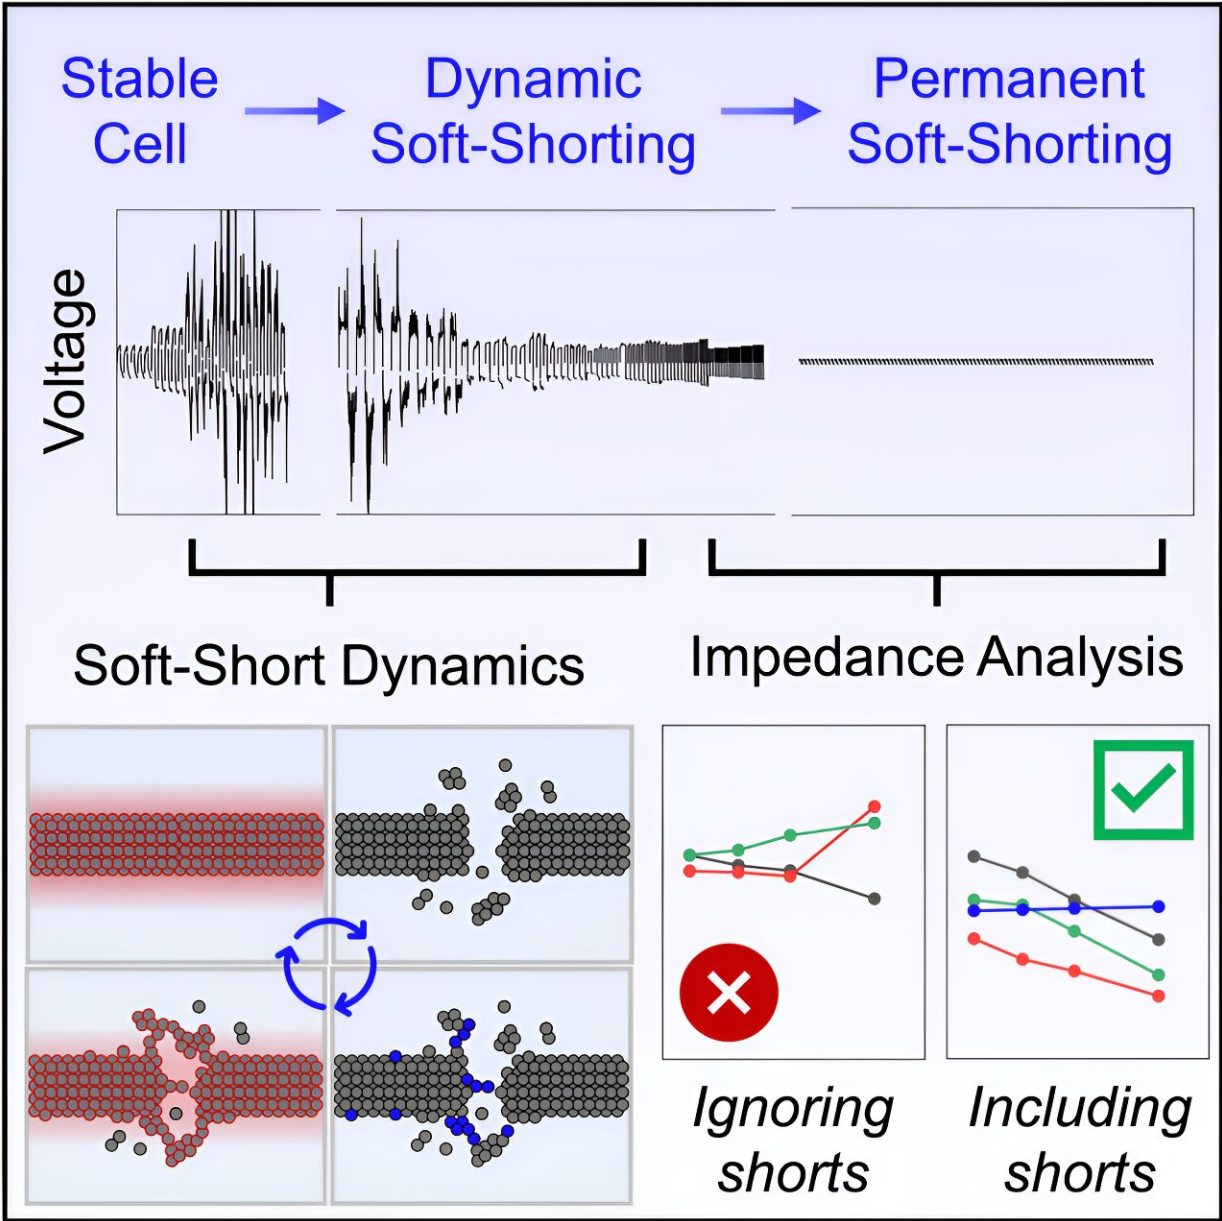 Stable
Cell
Dynamic
Soft-Shorting
Permanent
Soft-Shorting
Voltage
Soft-Short Dynamics
Impedance Analysis
Ignoring
shorts
Including
shorts